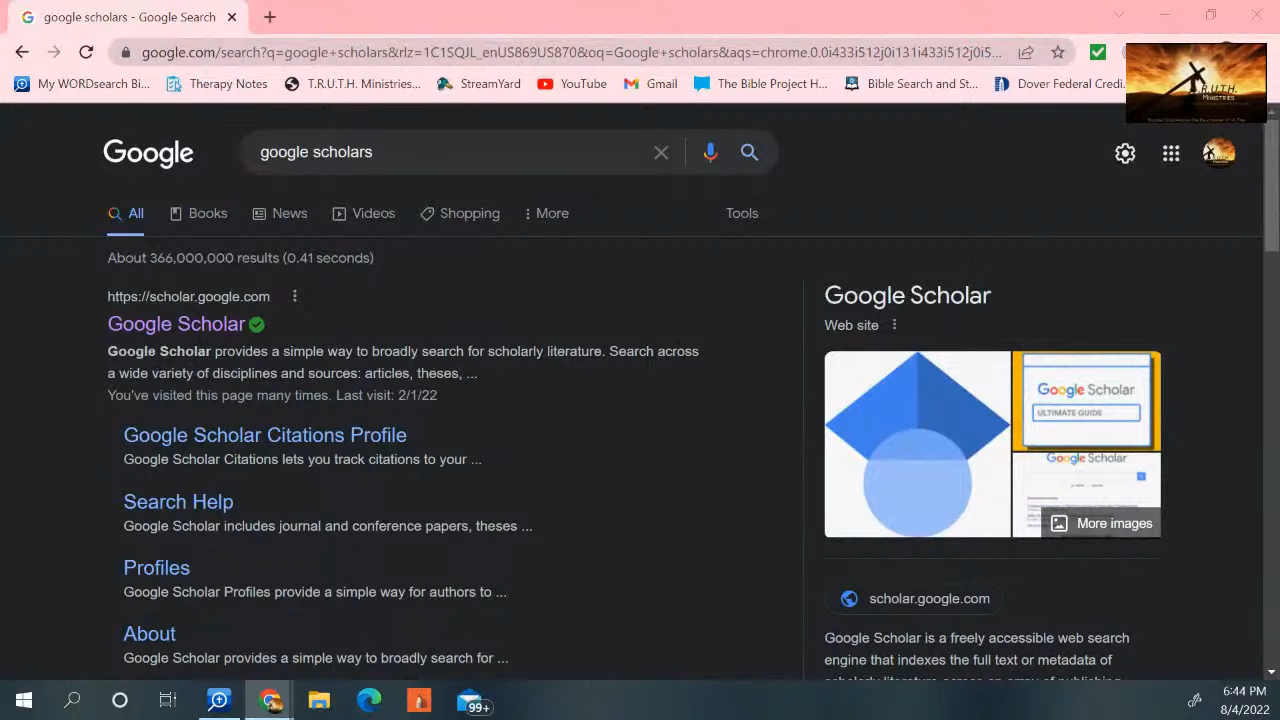 google scholars - Google Search
google.com/search?q=google+scholars&rlz=1C1SQJL_enUS869US870&oq=Google+scholars&aqs=chrome.0.0i433i512j0i131i433i512j0i5...
My WORDsearch Bi...
Therapy Notes
T.R.U.T.H. Ministries...
Streamyard
YouTube
Gmail
The Bible Project H...
Bible Search and St...
Dover Federal Cred
R.U.T.H.
MINISTRIES
Google
google scholars
All
Books
News
Videos
Shopping
More
Tools
About 366,000,000 results (0.41 seconds)
https://scholar.google.com
Google Scholar
Google Scholar provides a simple way to broadly search for scholarly literature. Search across
a wide variety of disciplines and sources: articles, theses, ...
You've visited this page many times. Last visit: 2/1/22
Google Scholar Citations Profile
Google Scholar Citations lets you track citations to your ...
Search Help
Google Scholar includes journal and conference papers, theses ...
Profiles
Google Scholar Profiles provide a simple way for authors to ...
About
Google Scholar provides a simple way to broadly search for ...
Google Scholar
Web site
Google Scholar
ULTIMATE GUIDE
Google Scholar
More images
scholar.google.com
Google Scholar is a freely accessible web search
engine that indexes the full text or metadata of
99+
6:44 PM
8/4/2022